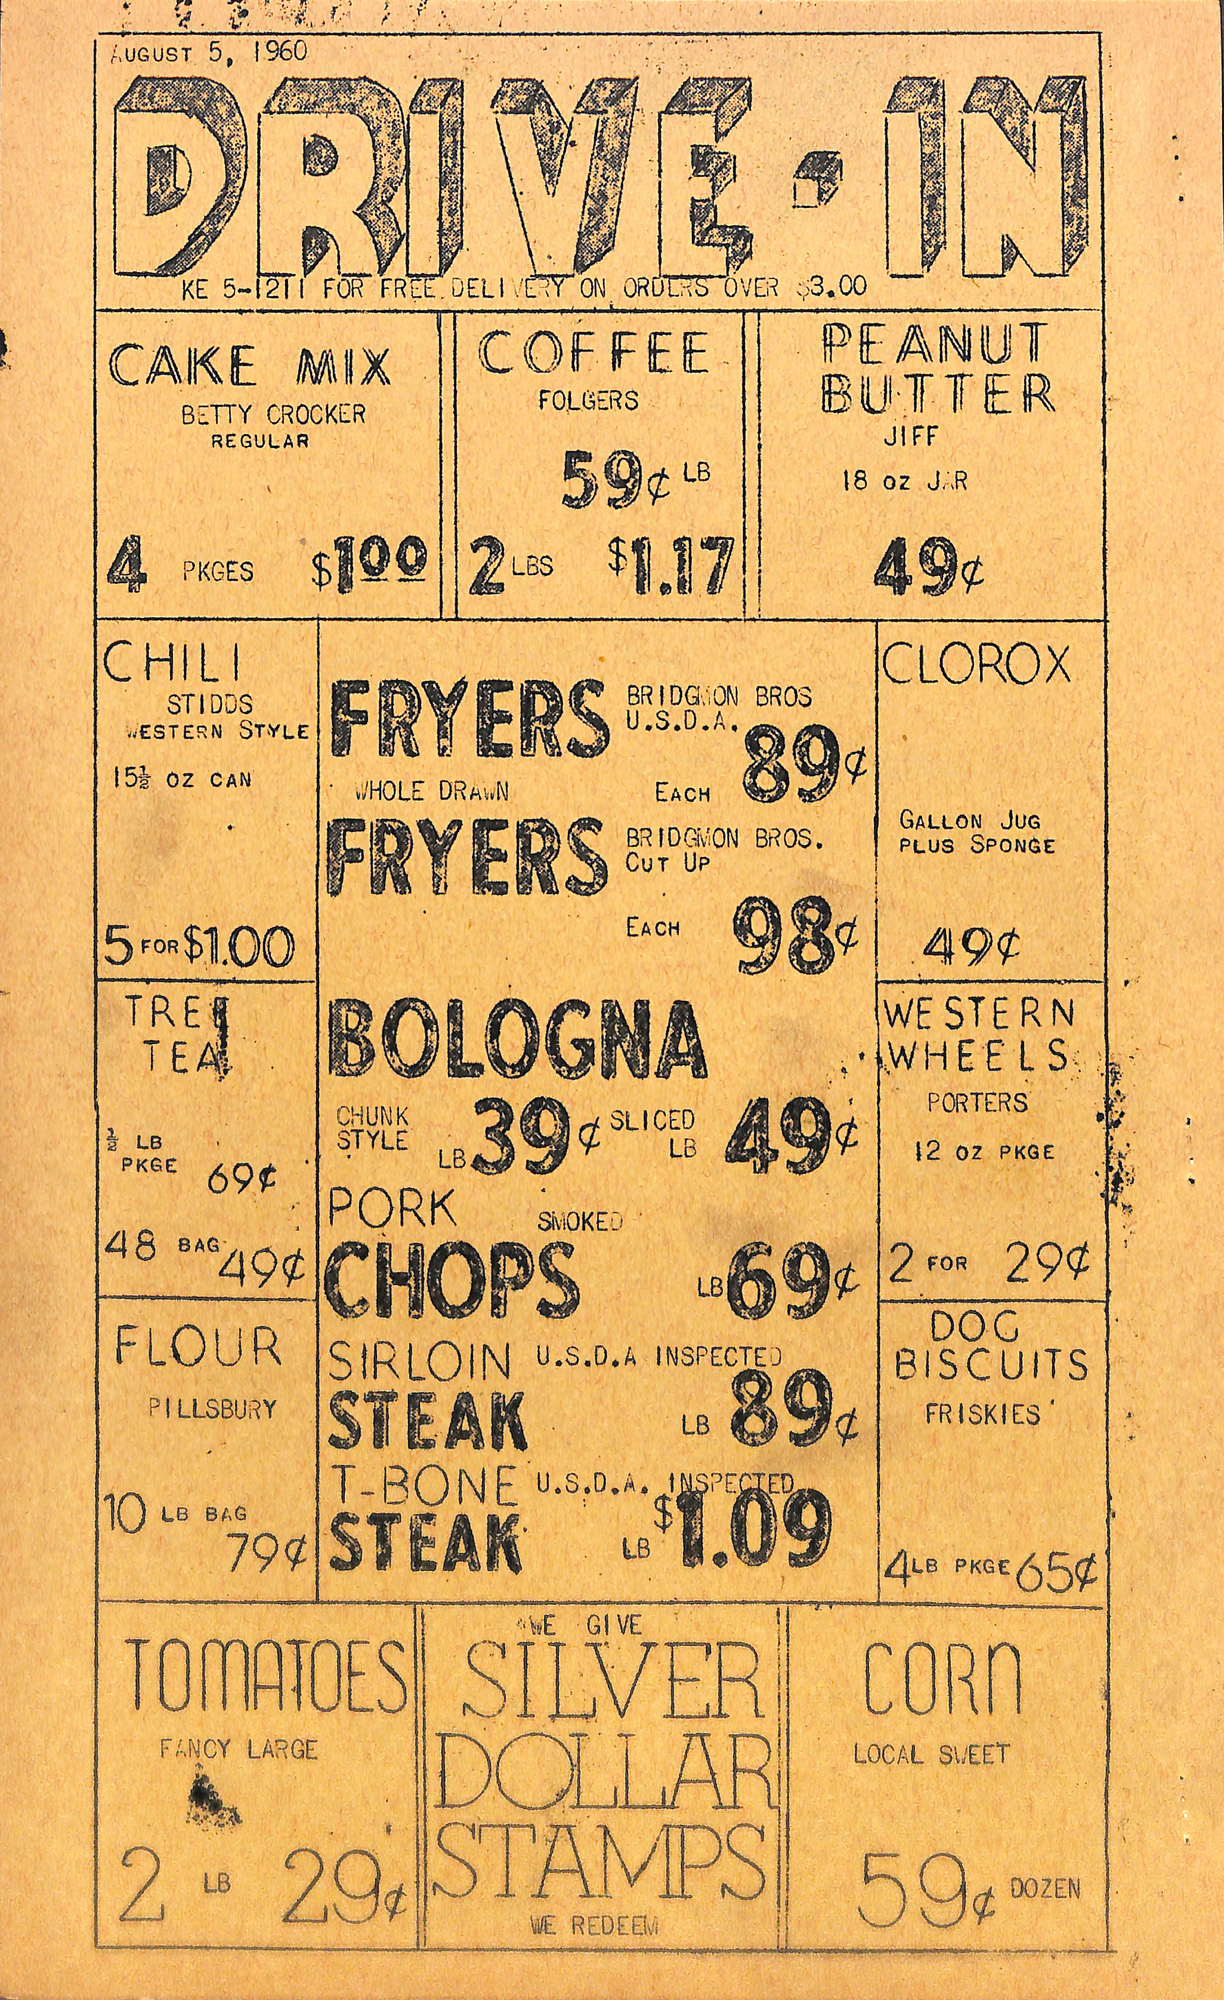 AUGUST 5, 1960
DRIVE-IN
KE 5-1211 FOR FREE DELIVERY ON ORDERS OVER $3.00
CAKE MIX
BETTY CROCKER
REGULAR
4 PKGES $1.00
COFFEE
FOLGERS
59¢ LB
2 LBS $1.17
PEANUT
BUTTER
JIFF
18 OZ JAR
49¢
CHILI
STIDDS
WESTERN STYLE
15½ OZ CAN
5 FOR $1.00
TREE
TEA
½ LB
PKGE 69¢
48 BAG 49¢
FLOUR
PILLSBURY
10 LB BAG
79¢
FRYERS BRIDGMON BROS
U.S.D.A.
WHOLE DRAWN EACH 89¢
FRYERS BRIDGMON BROS.
CUT UP
EACH 98¢
BOLOGNA
CHUNK
STYLE LB 39¢ SLICED
LB 49¢
PORK SMOKED
CHOPS LB 69¢
SIRLOIN U.S.D.A INSPECTED
STEAK LB 89¢
T-BONE U.S.D.A. INSPECTED
STEAK LB $1.09
CLOROX
GALLON JUG
PLUS SPONGE
49¢
WESTERN
WHEELS
PORTERS
12 OZ PKGE
2 FOR 29¢
DOG
BISCUITS
FRISKIES
4LB PKGE 65¢
TOMATOES
FANCY LARGE
2 LB 29¢
WE GIVE
SILVER
DOLLAR
STAMPS
WE REDEEM
CORN
LOCAL SWEET
59¢ DOZEN